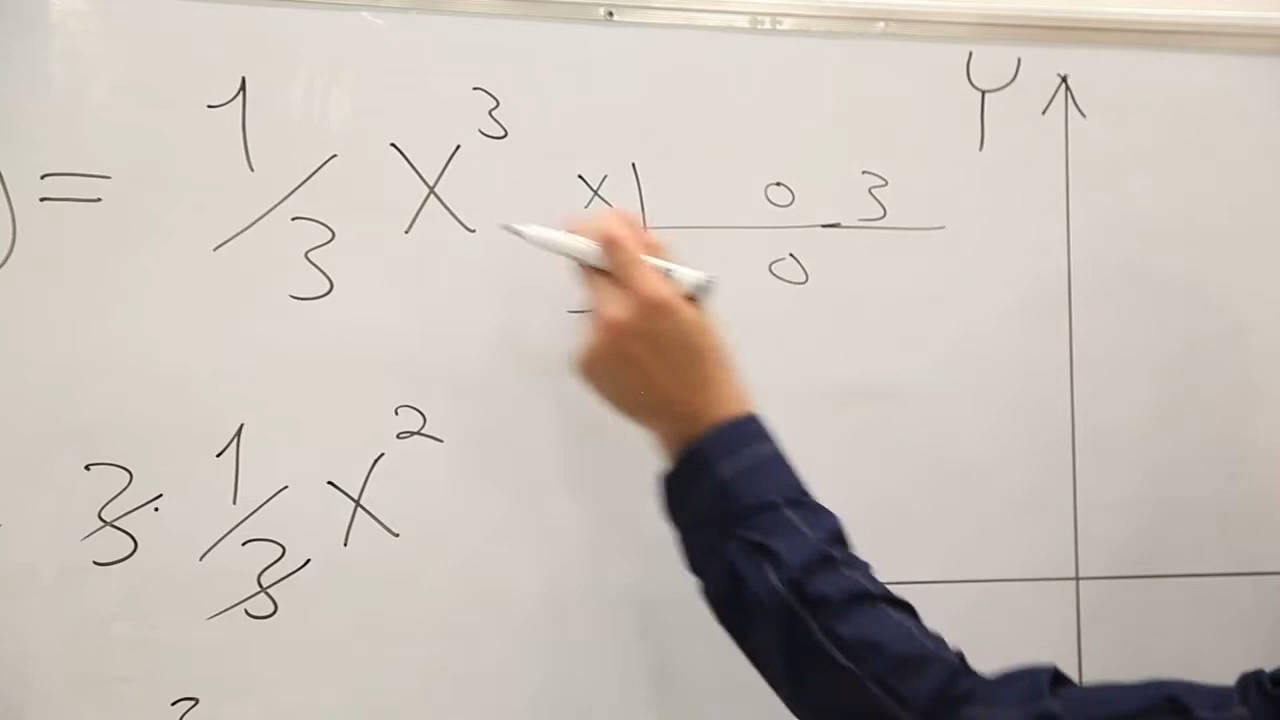 ) = 1/3 X³
x | 0 3
0
Y
3 · 1/3 X²